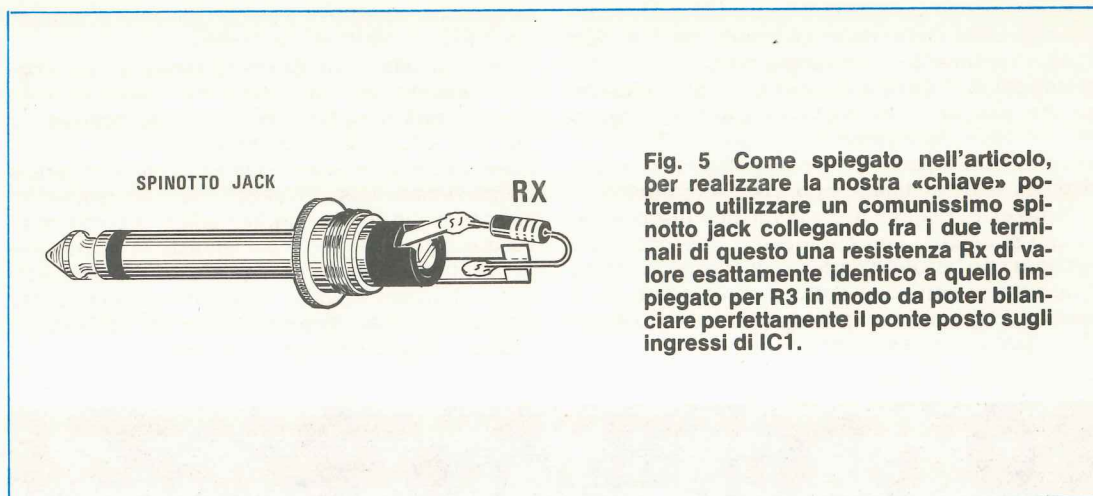 SPINOTTO JACK
RX
Fig. 5 Come spiegato nell'articolo,
per realizzare la nostra «chiave» po-
tremo utilizzare un comunissimo spi-
notto jack collegando fra i due termi-
nali di questo una resistenza Rx di va-
lore esattamente identico a quello im-
piegato per R3 in modo da poter bilan-
ciare perfettamente il ponte posto sugli
ingressi di IC1.